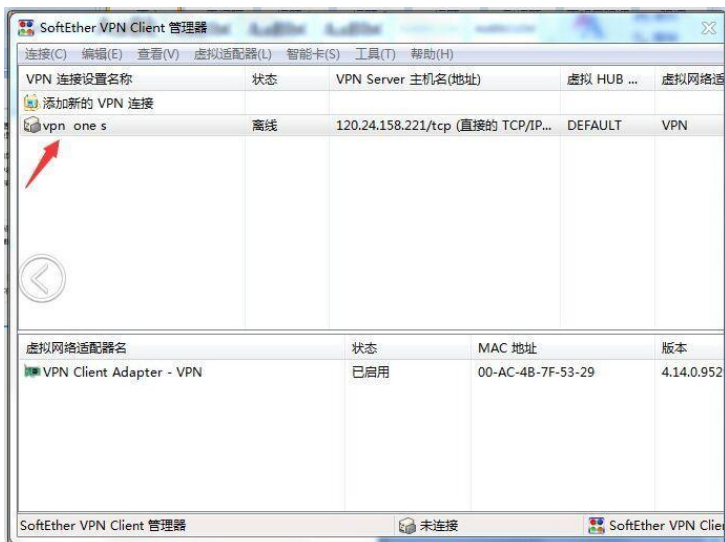 SoftEther VPN Client 管理器
连接(C) 编辑(E) 查看(V) 虚拟适配器(L) 智能卡(S) 工具(T) 帮助(H)
VPN 连接设置名称 状态 VPN Server 主机名(地址) 虚拟 HUB ... 虚拟网络适
添加新的 VPN 连接
vpn one s 离线 120.24.158.221/tcp (直接的 TCP/IP... DEFAULT VPN
虚拟网络适配器名 状态 MAC 地址 版本
VPN Client Adapter - VPN 已启用 00-AC-4B-7F-53-29 4.14.0.952
SoftEther VPN Client 管理器 未连接 SoftEther VPN Clie